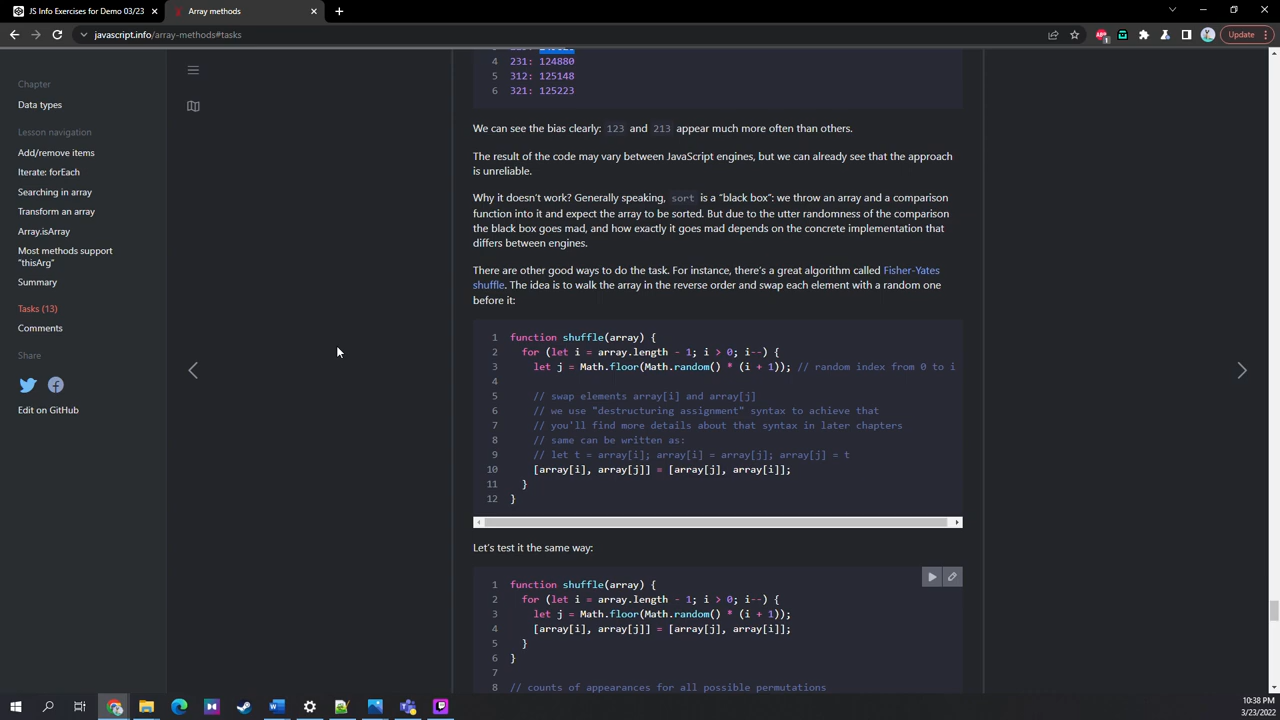 JS Info Exercises for Demo 03/23
Array methods
javascript.info/array-methods#tasks
Update
Chapter
Data types
Lesson navigation
Add/remove items
Iterate: forEach
Searching in array
Transform an array
Array.isArray
Most methods support
“thisArg”
Summary
Tasks (13)
Comments
Share
Edit on GitHub
4 231: 124880
5 312: 125148
6 321: 125223
We can see the bias clearly: 123 and 213 appear much more often than others.
The result of the code may vary between JavaScript engines, but we can already see that the approach
is unreliable.
Why it doesn’t work? Generally speaking, sort is a “black box”: we throw an array and a comparison
function into it and expect the array to be sorted. But due to the utter randomness of the comparison
the black box goes mad, and how exactly it goes mad depends on the concrete implementation that
differs between engines.
There are other good ways to do the task. For instance, there’s a great algorithm called Fisher-Yates
shuffle. The idea is to walk the array in the reverse order and swap each element with a random one
before it:
1 function shuffle(array) {
2 for (let i = array.length - 1; i > 0; i--) {
3 let j = Math.floor(Math.random() * (i + 1)); // random index from 0 to i
4
5 // swap elements array[i] and array[j]
6 // we use "destructuring assignment" syntax to achieve that
7 // you'll find more details about that syntax in later chapters
8 // same can be written as:
9 // let t = array[i]; array[i] = array[j]; array[j] = t
10 [array[i], array[j]] = [array[j], array[i]];
11 }
12 }
Let’s test it the same way:
1 function shuffle(array) {
2 for (let i = array.length - 1; i > 0; i--) {
3 let j = Math.floor(Math.random() * (i + 1));
4 [array[i], array[j]] = [array[j], array[i]];
5 }
6 }
7
8 // counts of appearances for all possible permutations
10:38 PM
3/23/2022